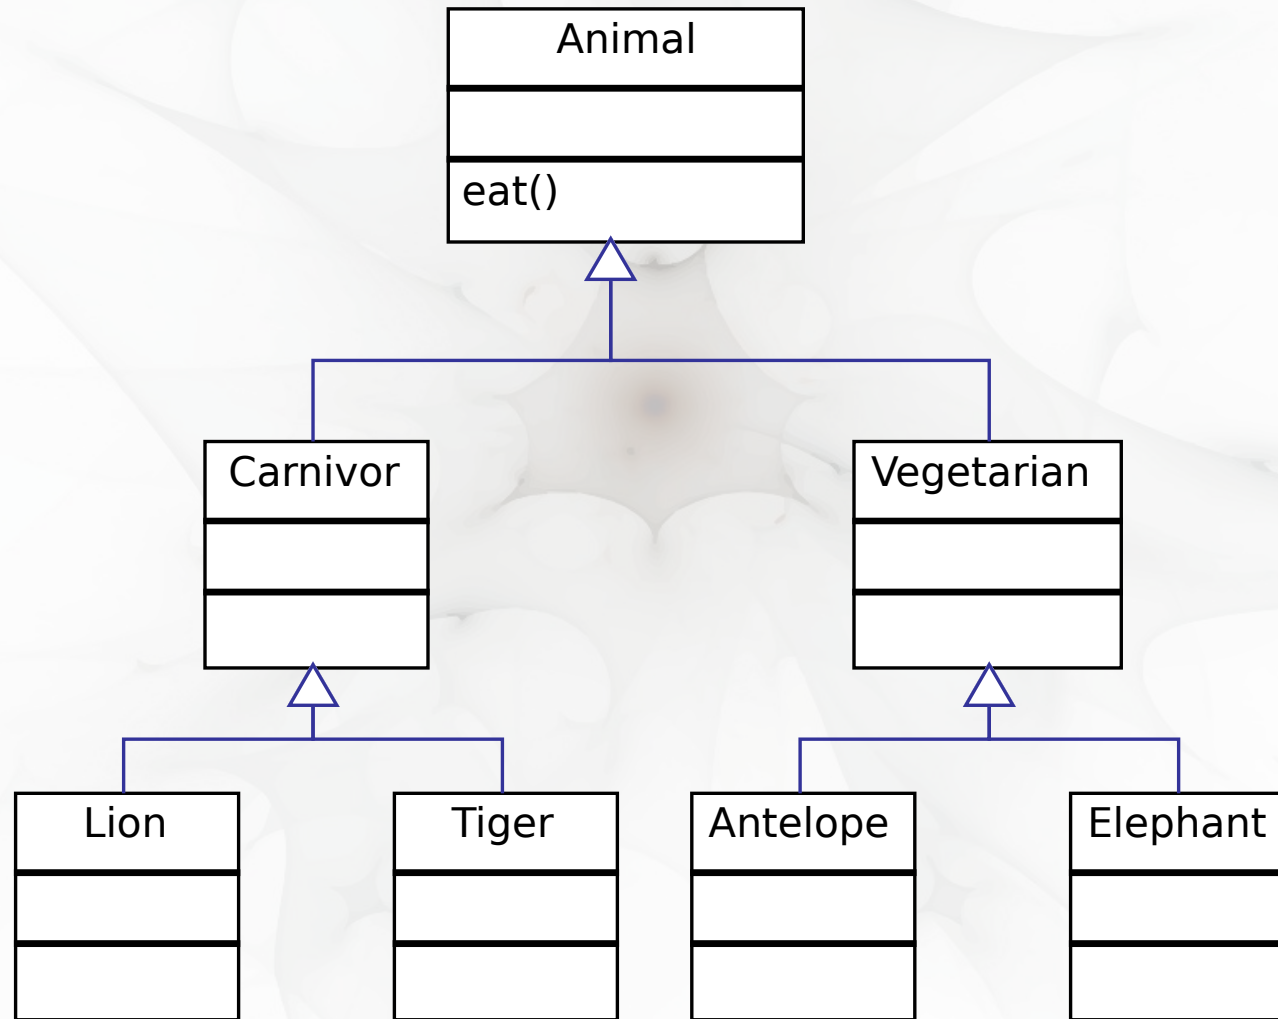 Animal
eat()
Carnivor
Vegetarian
Lion
Tiger
Antelope
Elephant